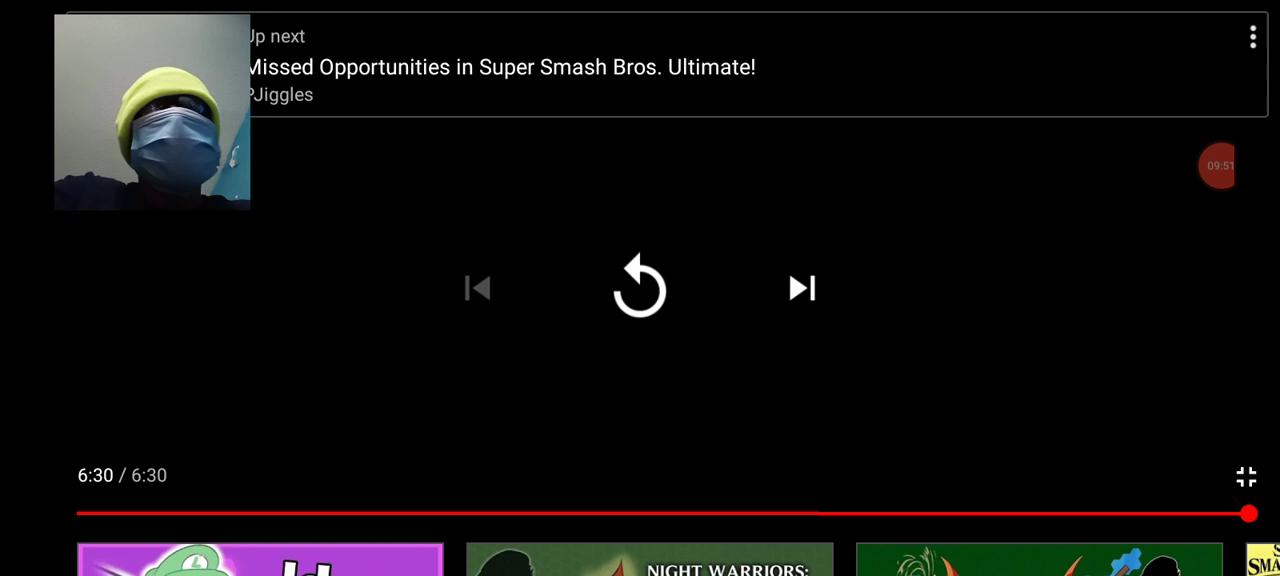 Up next
Missed Opportunities in Super Smash Bros. Ultimate!
PJiggles
09:51
6:30 / 6:30
L
NIGHT WARRIORS: